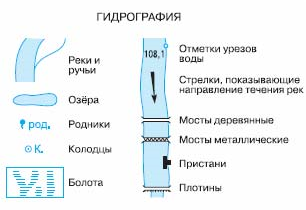 ГИДРОГРАФИЯ
Реки и
ручьи
Озёра
род.
Родники
К.
Колодцы
Болота
108,1
Отметки урезов
воды
Стрелки, показывающие
направление течения рек
Мосты деревянные
Мосты металлические
Пристани
Плотины